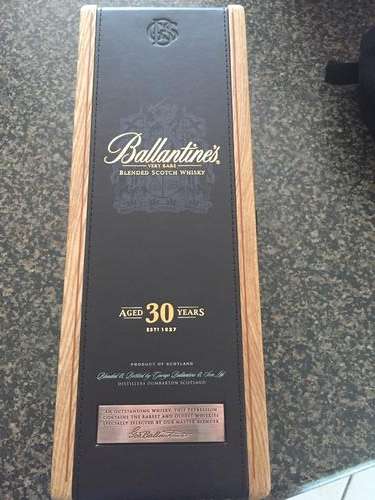 Ballantine's
VERY RARE
BLENDED SCOTCH WHISKY
AGED 30 YEARS
ESTD 1827
PRODUCT OF SCOTLAND
Blended & Bottled by George Ballantine & Son Ltd
DISTILLERS DUMBARTON SCOTLAND
AN OUTSTANDING WHISKY, THIS EXPRESSION
CONTAINS THE RAREST AND OLDEST WHISKIES
SPECIALLY SELECTED BY OUR MASTER BLENDER
Geo Ballantine